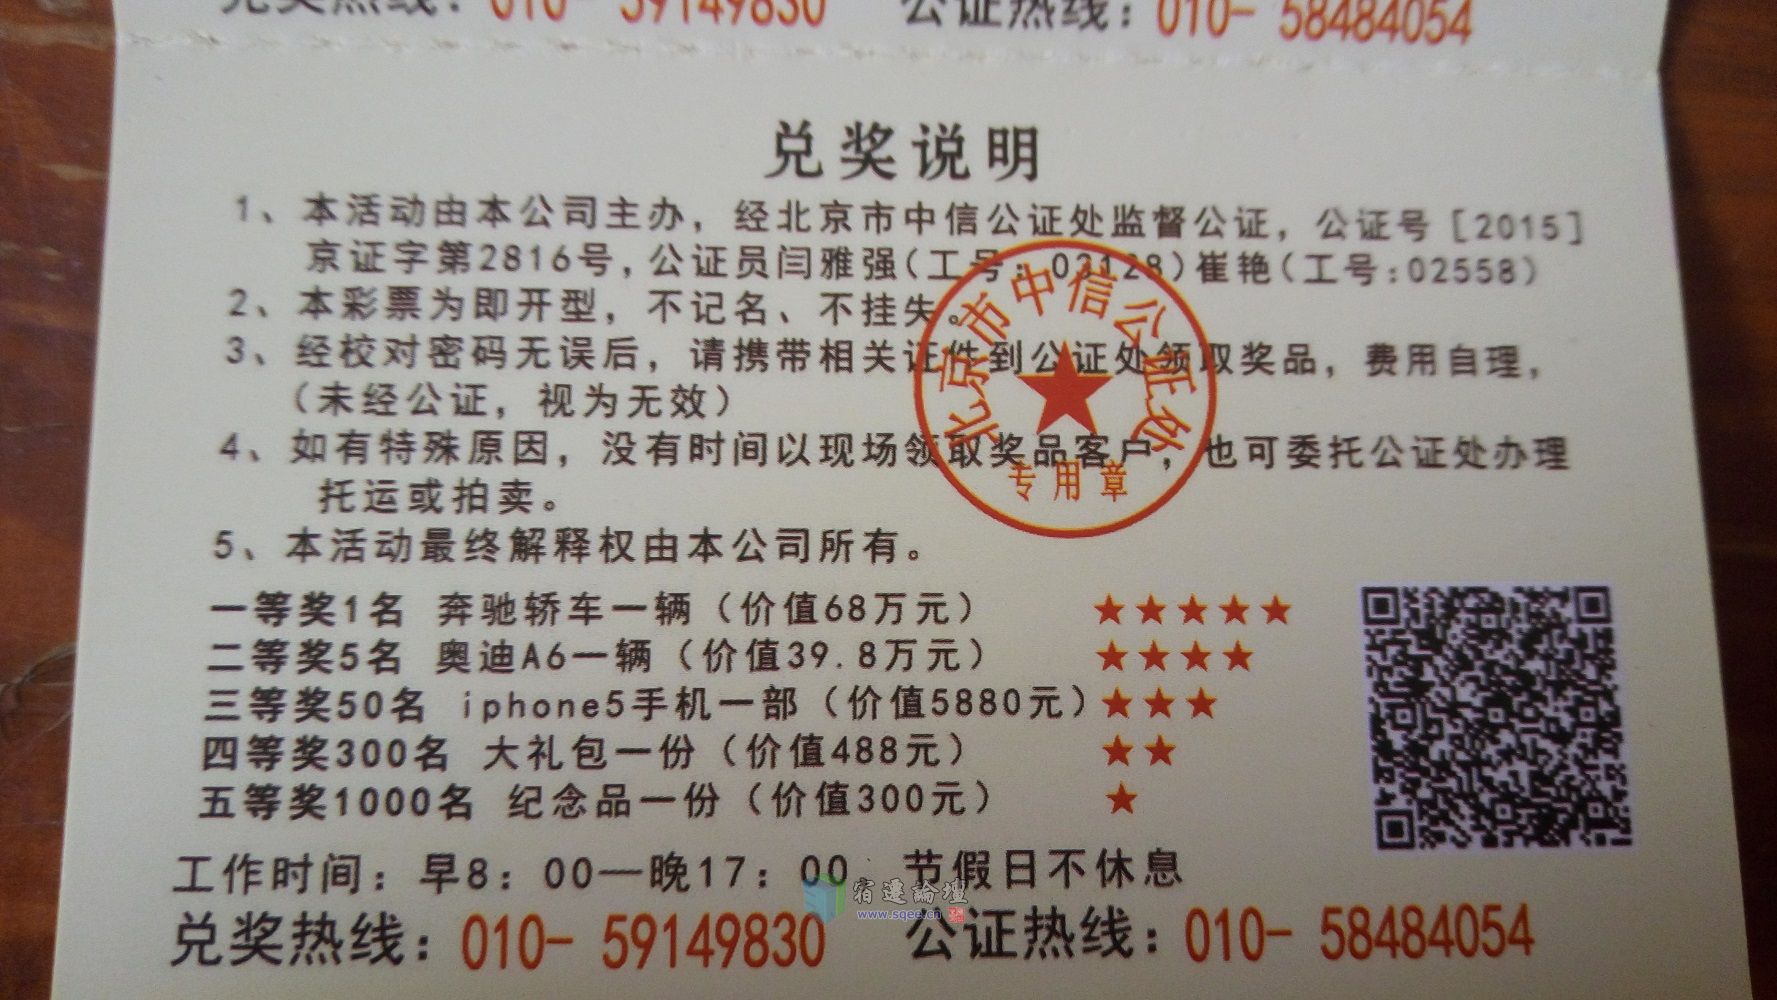 兑奖热线：010- 59149830 公证热线：010- 58484054
兑奖说明
1、本活动由本公司主办，经北京市中信公证处监督公证，公证号［2015］
京证字第2816号，公证员闫雅强（工号：03128）崔艳（工号：02558）
2、本彩票为即开型，不记名、不挂失。
3、经校对密码无误后，请携带相关证件到公证处领取奖品，费用自理，
（未经公证，视为无效）
4、如有特殊原因，没有时间以现场领取奖品客户，也可委托公证处办理
托运或拍卖。
5、本活动最终解释权由本公司所有。
北京市中信公证处
专用章
一等奖1名 奔驰轿车一辆（价值68万元）★★★★★
二等奖5名 奥迪A6一辆（价值39.8万元）★★★★
三等奖50名 iphone5手机一部（价值5880元）★★★
四等奖300名 大礼包一份（价值488元）★★
五等奖1000名 纪念品一份（价值300元）★
工作时间：早8：00—晚17：00 节假日不休息
宿迁論壇
www.sqee.cn
兑奖热线：010- 59149830 公证热线：010- 58484054